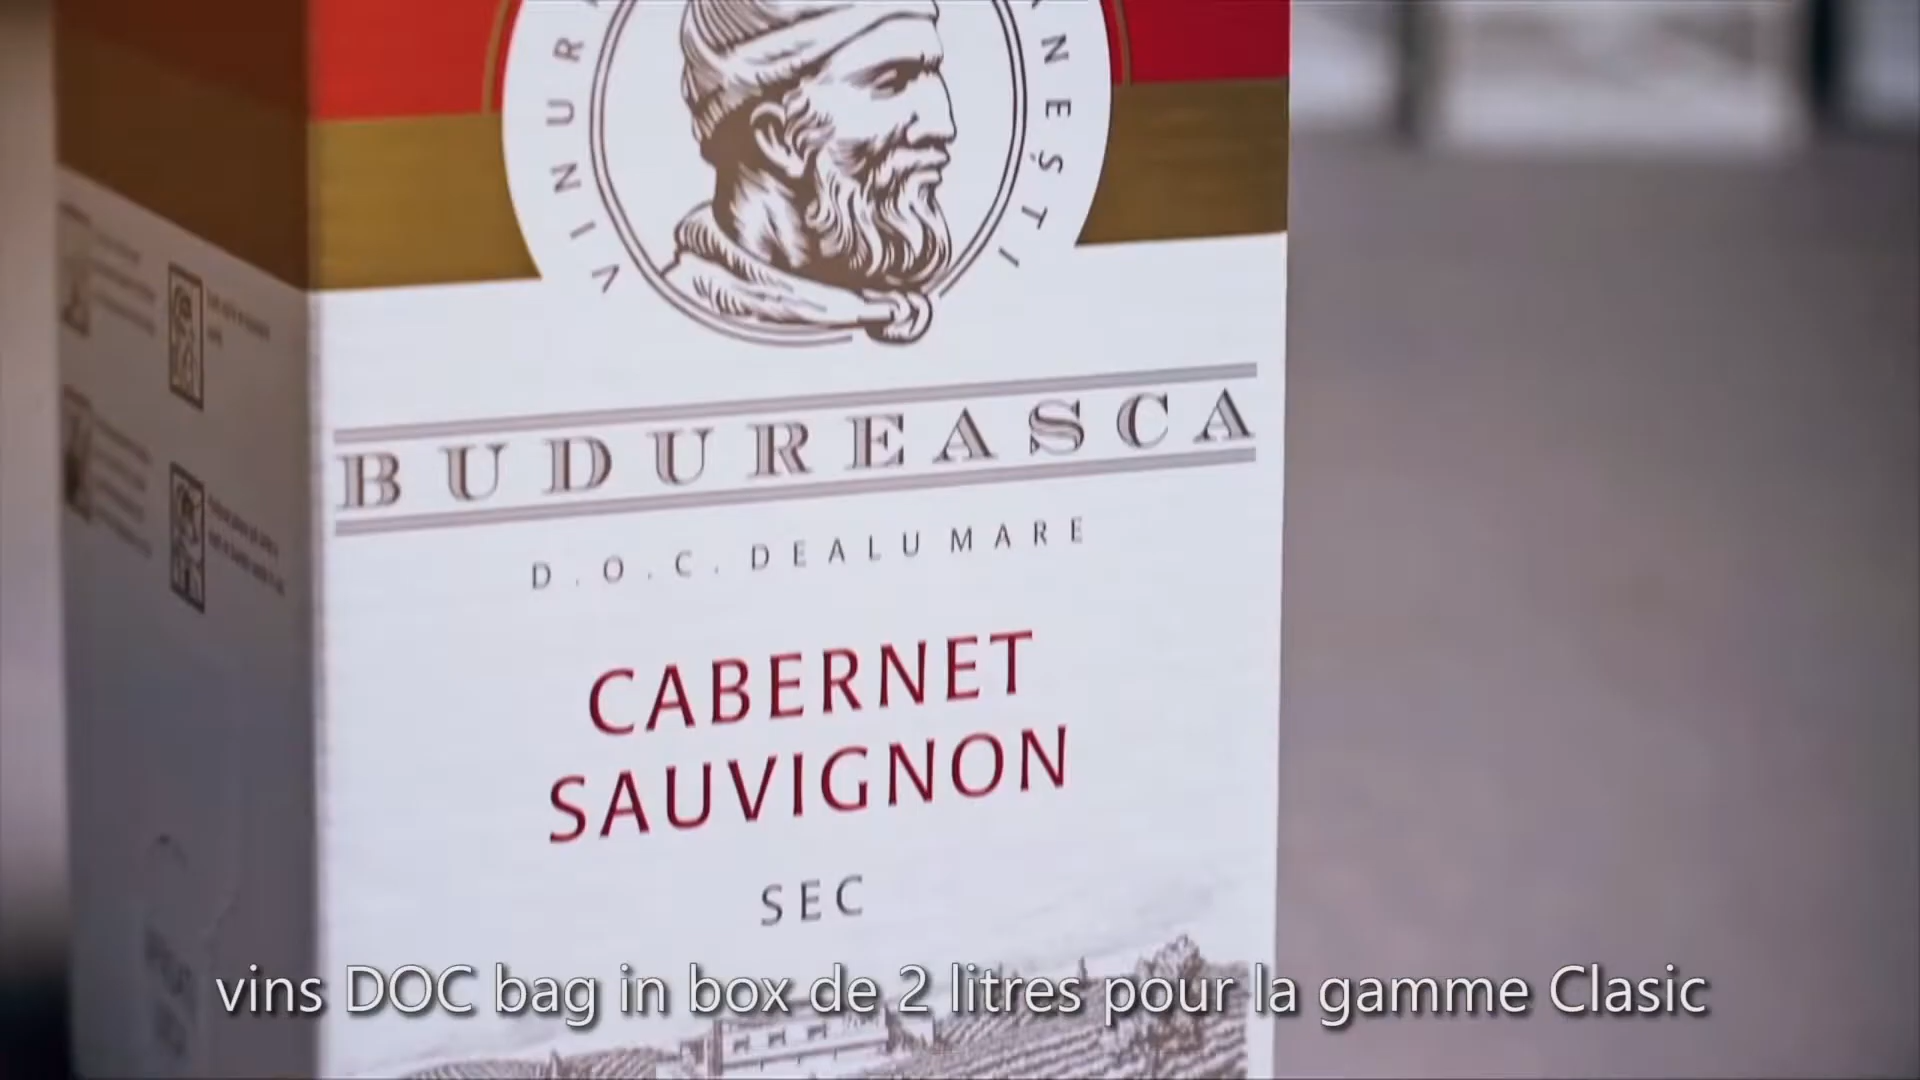 VINUR
NEȘTI
BUDUREASCA
D.O.C. DEALU MARE
CABERNET
SAUVIGNON
SEC
vins DOC bag in box de 2 litres pour la gamme Clasic